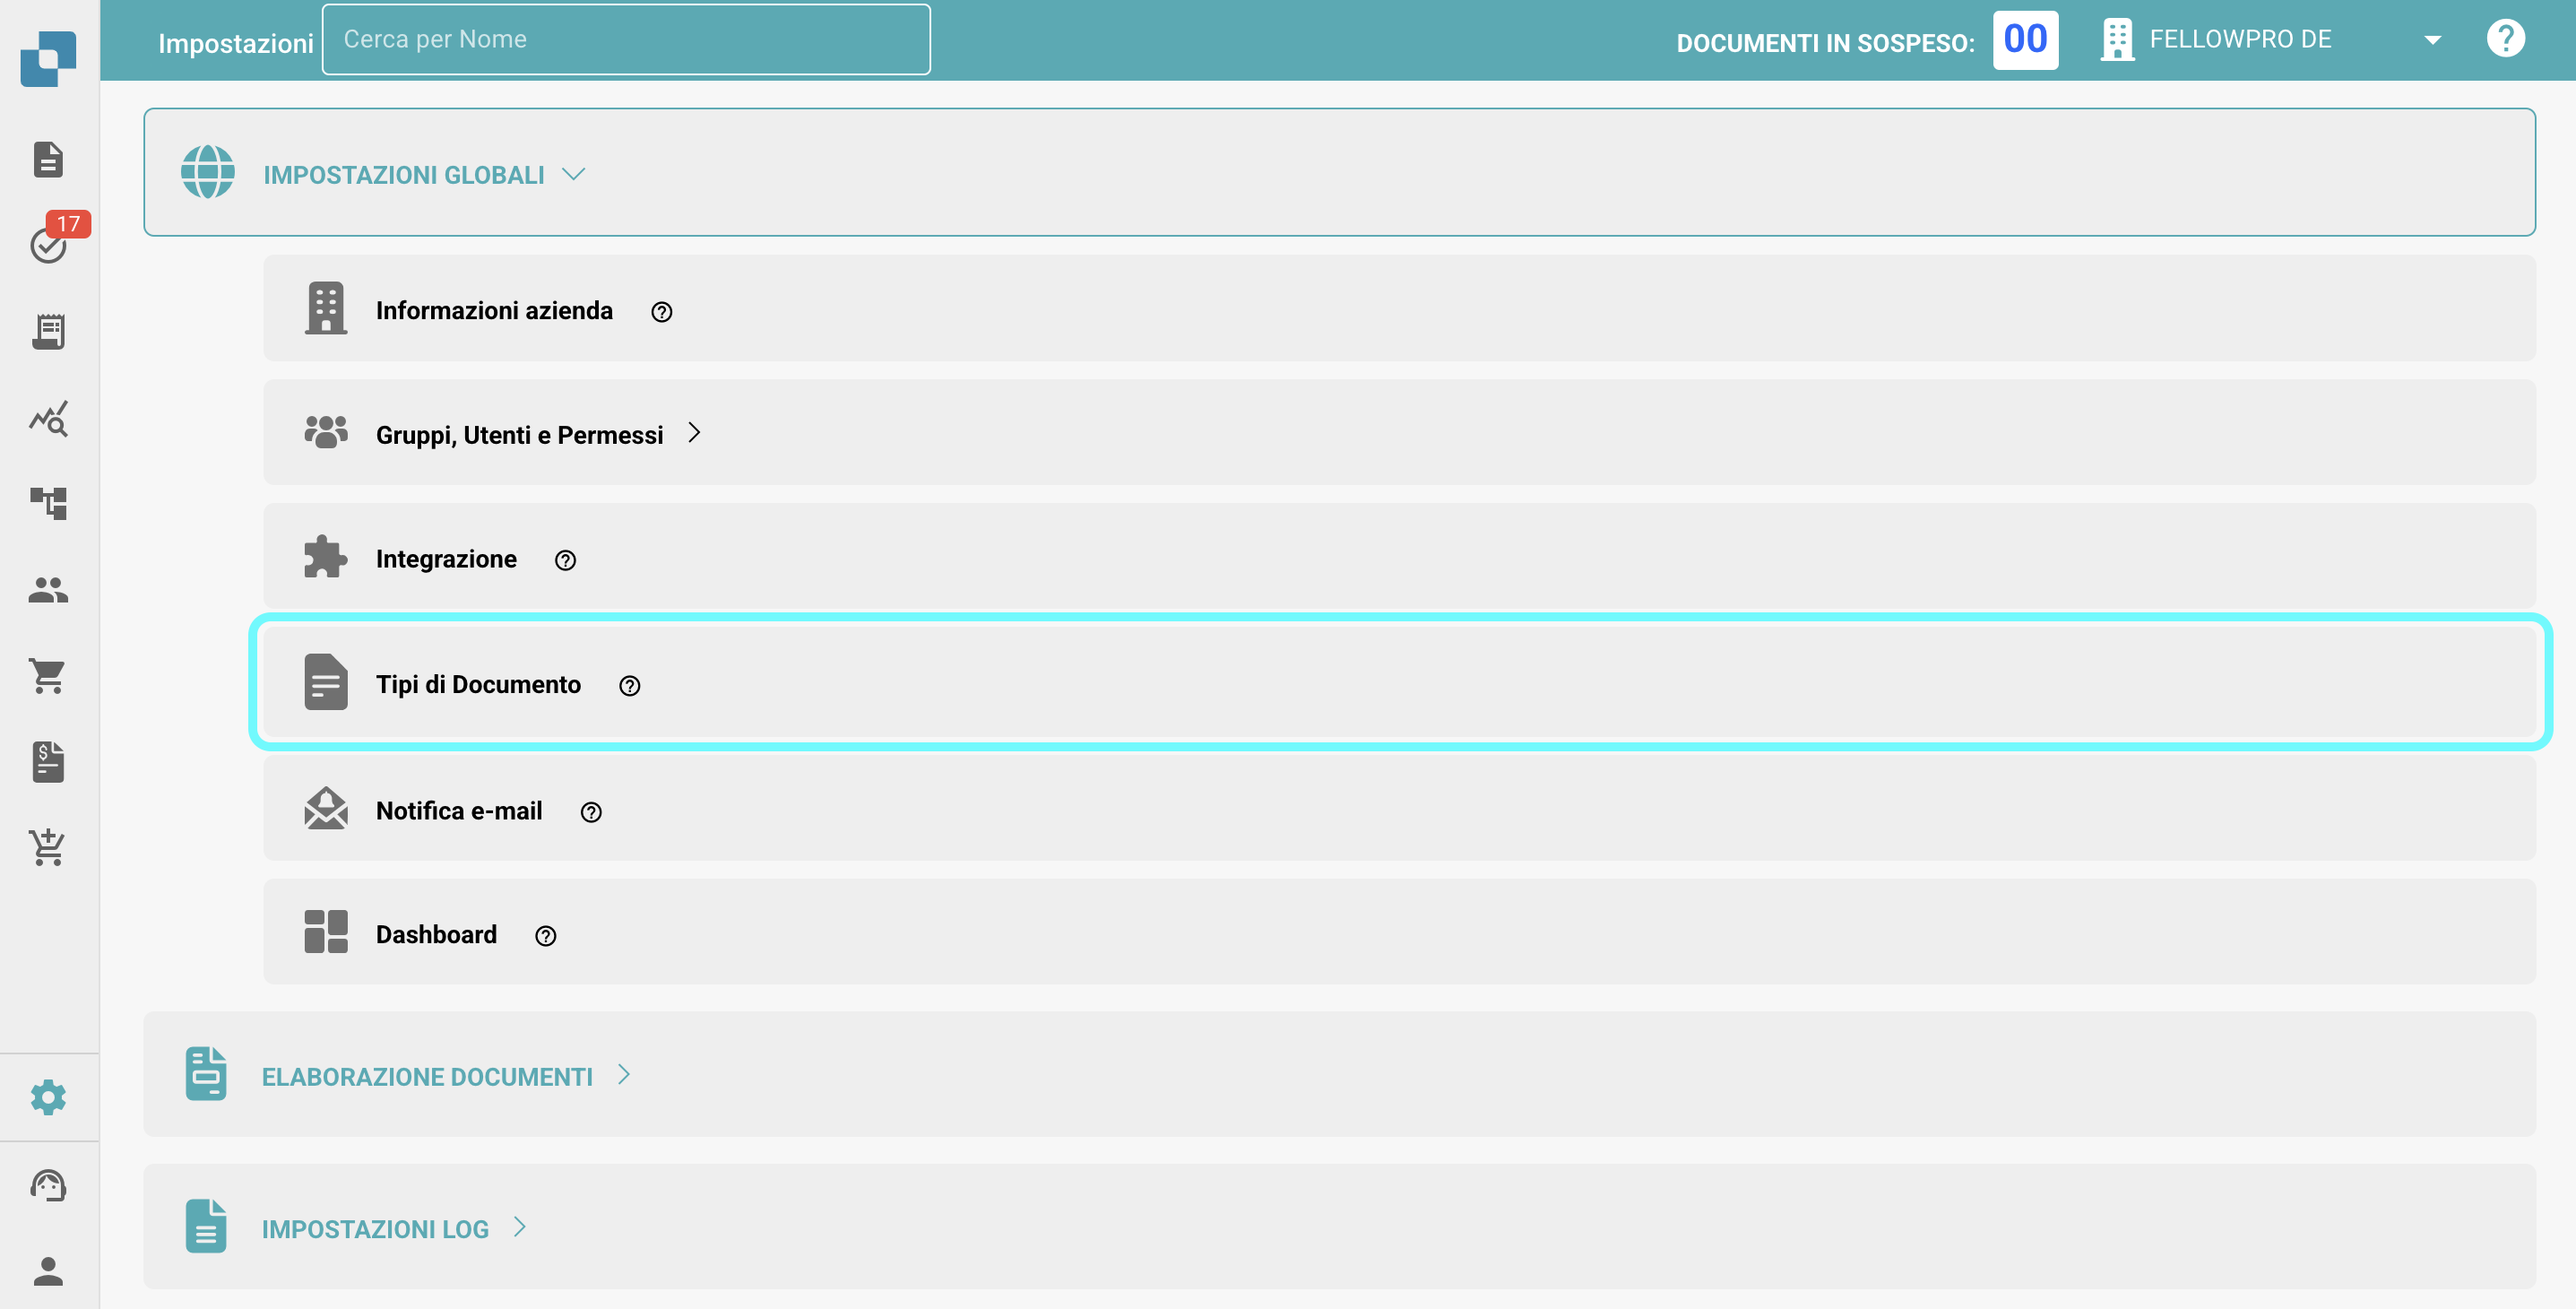 Impostazioni
Cerca per Nome
DOCUMENTI IN SOSPESO: 00
FELLOWPRO DE
17
IMPOSTAZIONI GLOBALI
Informazioni azienda
Gruppi, Utenti e Permessi
Integrazione
Tipi di Documento
Notifica e-mail
Dashboard
ELABORAZIONE DOCUMENTI
IMPOSTAZIONI LOG